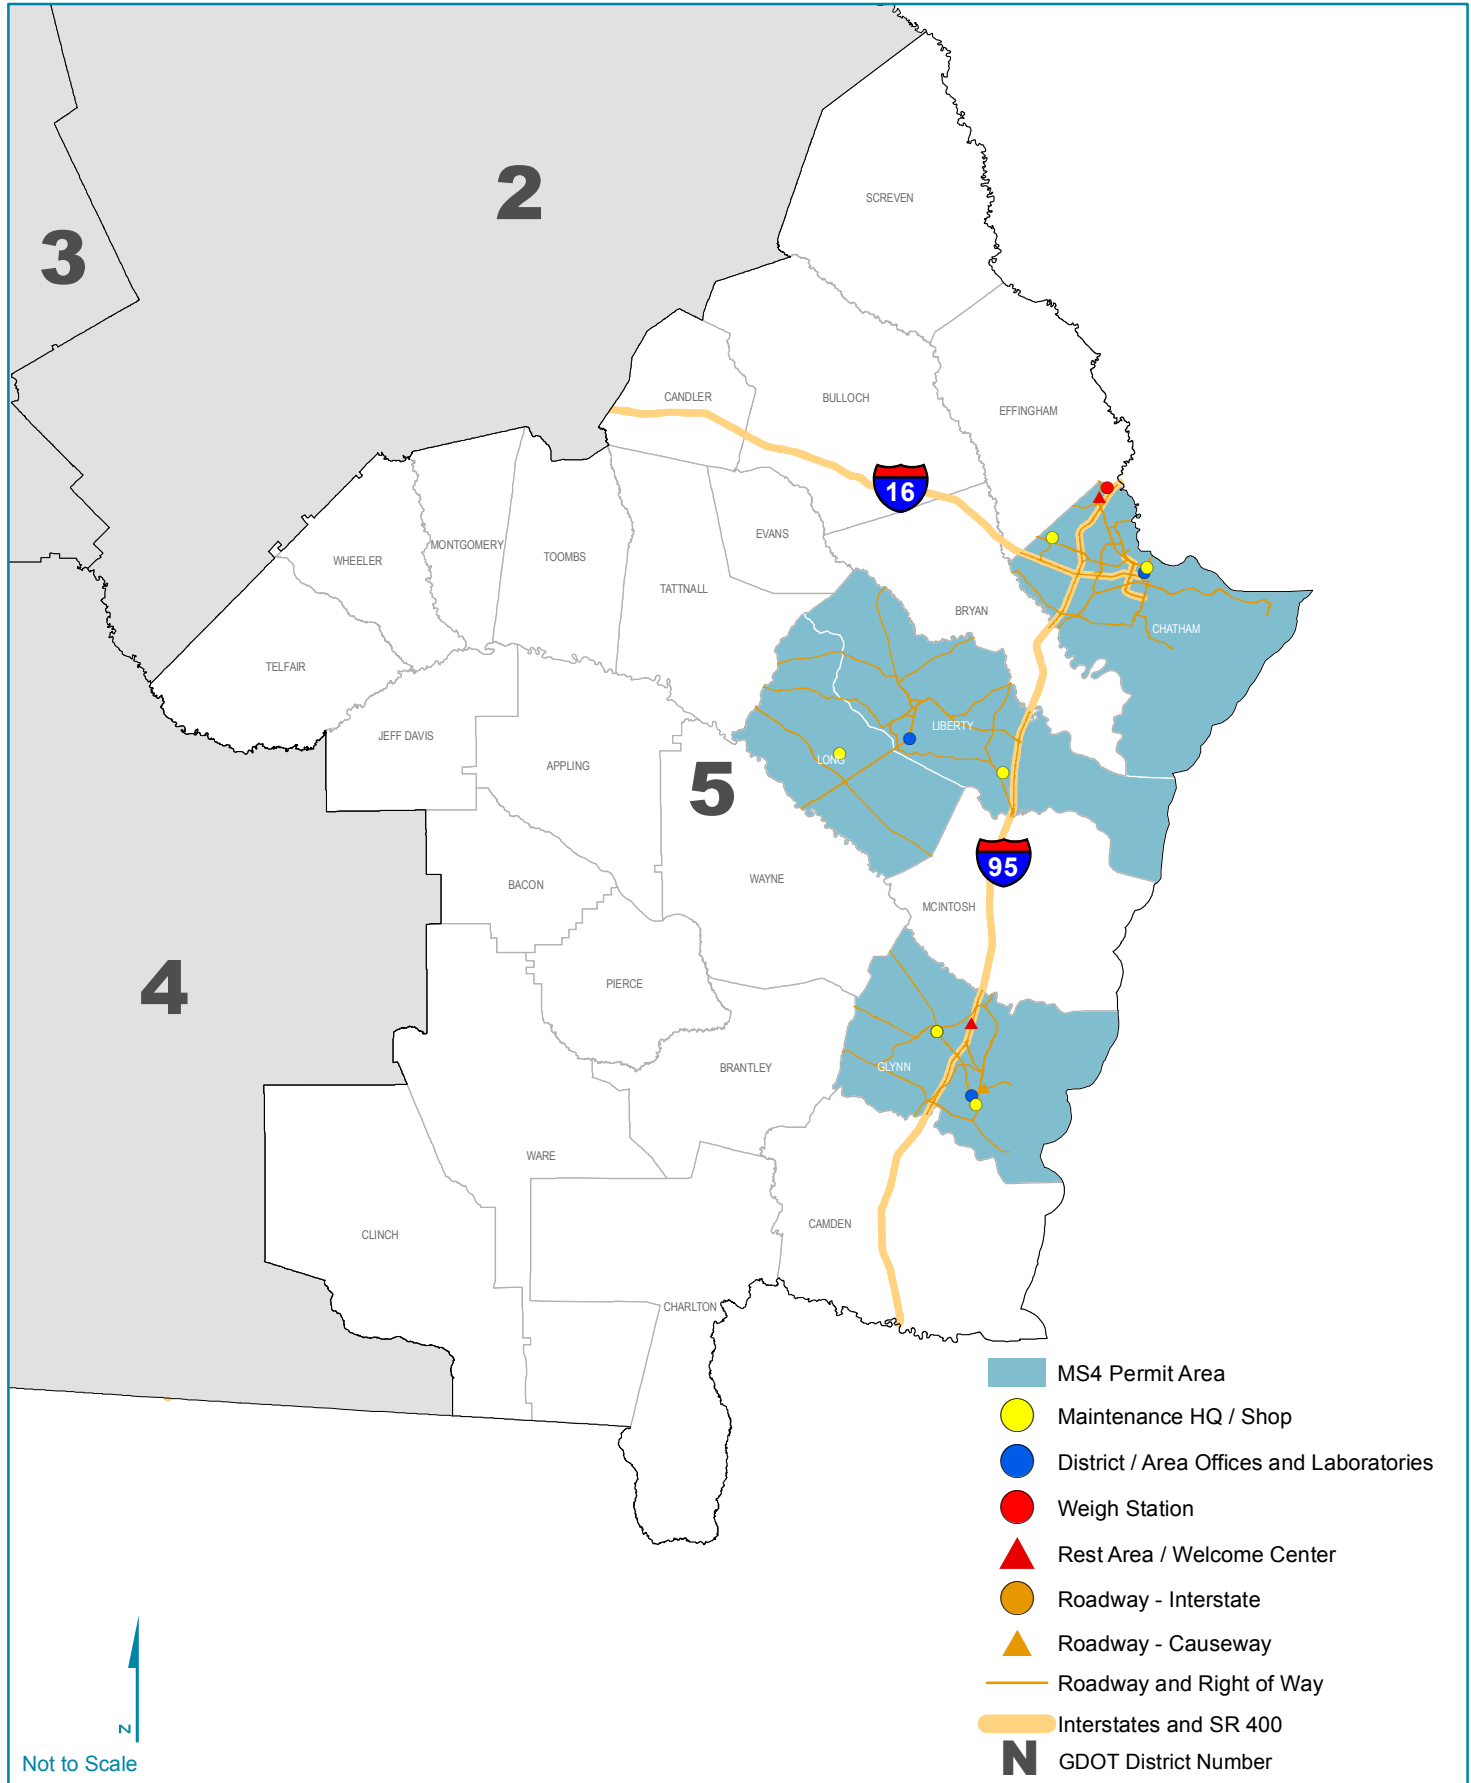 2
SCREVEN
3
CANDLER
BULLOCH
EFFINGHAM
16
EVANS
MONTGOMERY
TOOMBS
WHEELER
TATTNALL
BRYAN
CHATHAM
TELFAIR
LIBERTY
JEFF DAVIS
LONG
APPLING
5
95
WAYNE
BACON
MCINTOSH
4
PIERCE
GLYNN
BRANTLEY
WARE
CAMDEN
CLINCH
CHARLTON
MS4 Permit Area
Maintenance HQ / Shop
District / Area Offices and Laboratories
Weigh Station
Rest Area / Welcome Center
Roadway - Interstate
Roadway - Causeway
Roadway and Right of Way
Interstates and SR 400
N GDOT District Number
N
Not to Scale